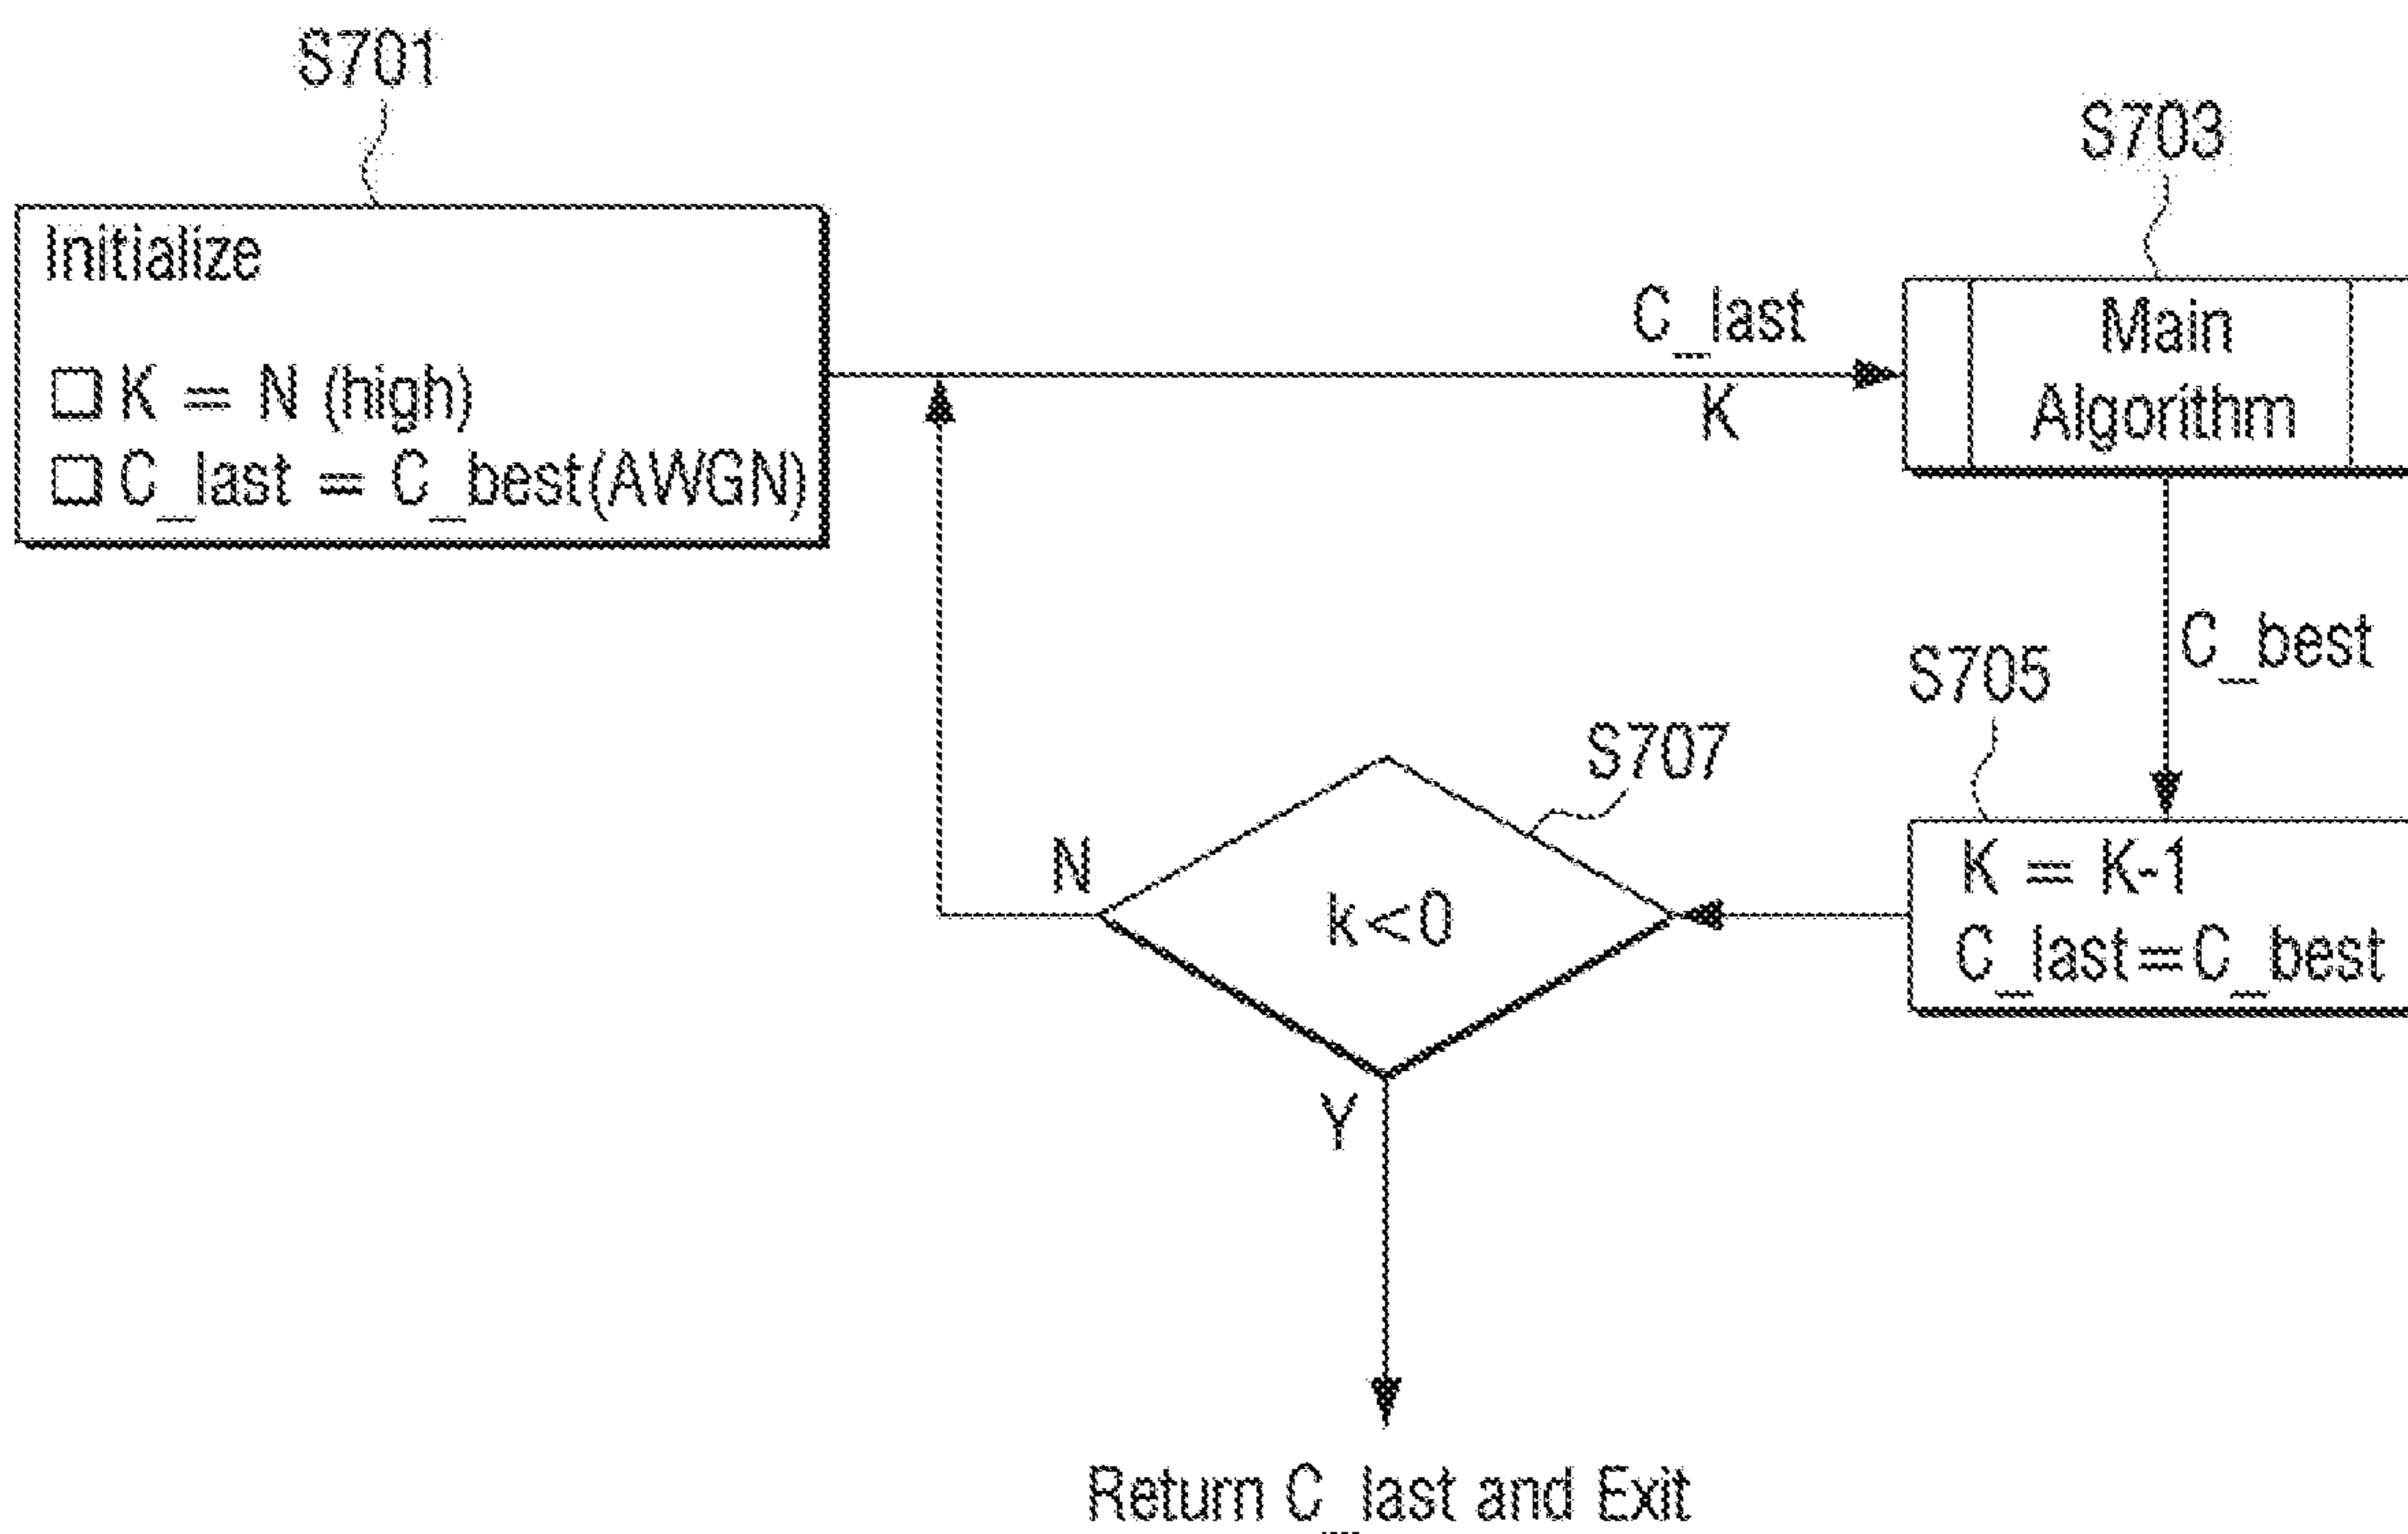 S701
Initialize
☐ K = N (high)
☐ C_last = C_best(AWGN)
C_last
K
S703
Main
Algorithm
C_best
S705
K = K-1
C_last=C_best
S707
k<0
N
Y
Return C_last and Exit